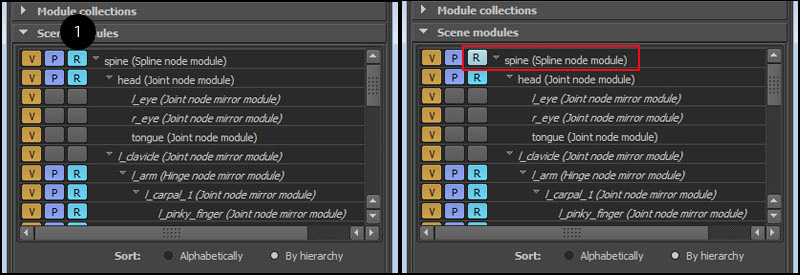 Module collections
Scene modules
1
V P R spine (Spline node module)
V P R head (Joint node module)
V l_eye (Joint node mirror module)
V r_eye (Joint node mirror module)
V tongue (Joint node module)
V l_clavicle (Joint node mirror module)
V P R l_arm (Hinge node mirror module)
V P R l_carpal_1 (Joint node mirror module)
V P R l_pinky_finger (Joint node mirror module)
Sort: Alphabetically By hierarchy
Module collections
Scene modules
V P R spine (Spline node module)
V P R head (Joint node module)
V l_eye (Joint node mirror module)
V r_eye (Joint node mirror module)
V tongue (Joint node module)
V l_clavicle (Joint node mirror module)
V P R l_arm (Hinge node mirror module)
V P R l_carpal_1 (Joint node mirror module)
V P R l_pinky_finger (Joint node mirror module)
Sort: Alphabetically By hierarchy